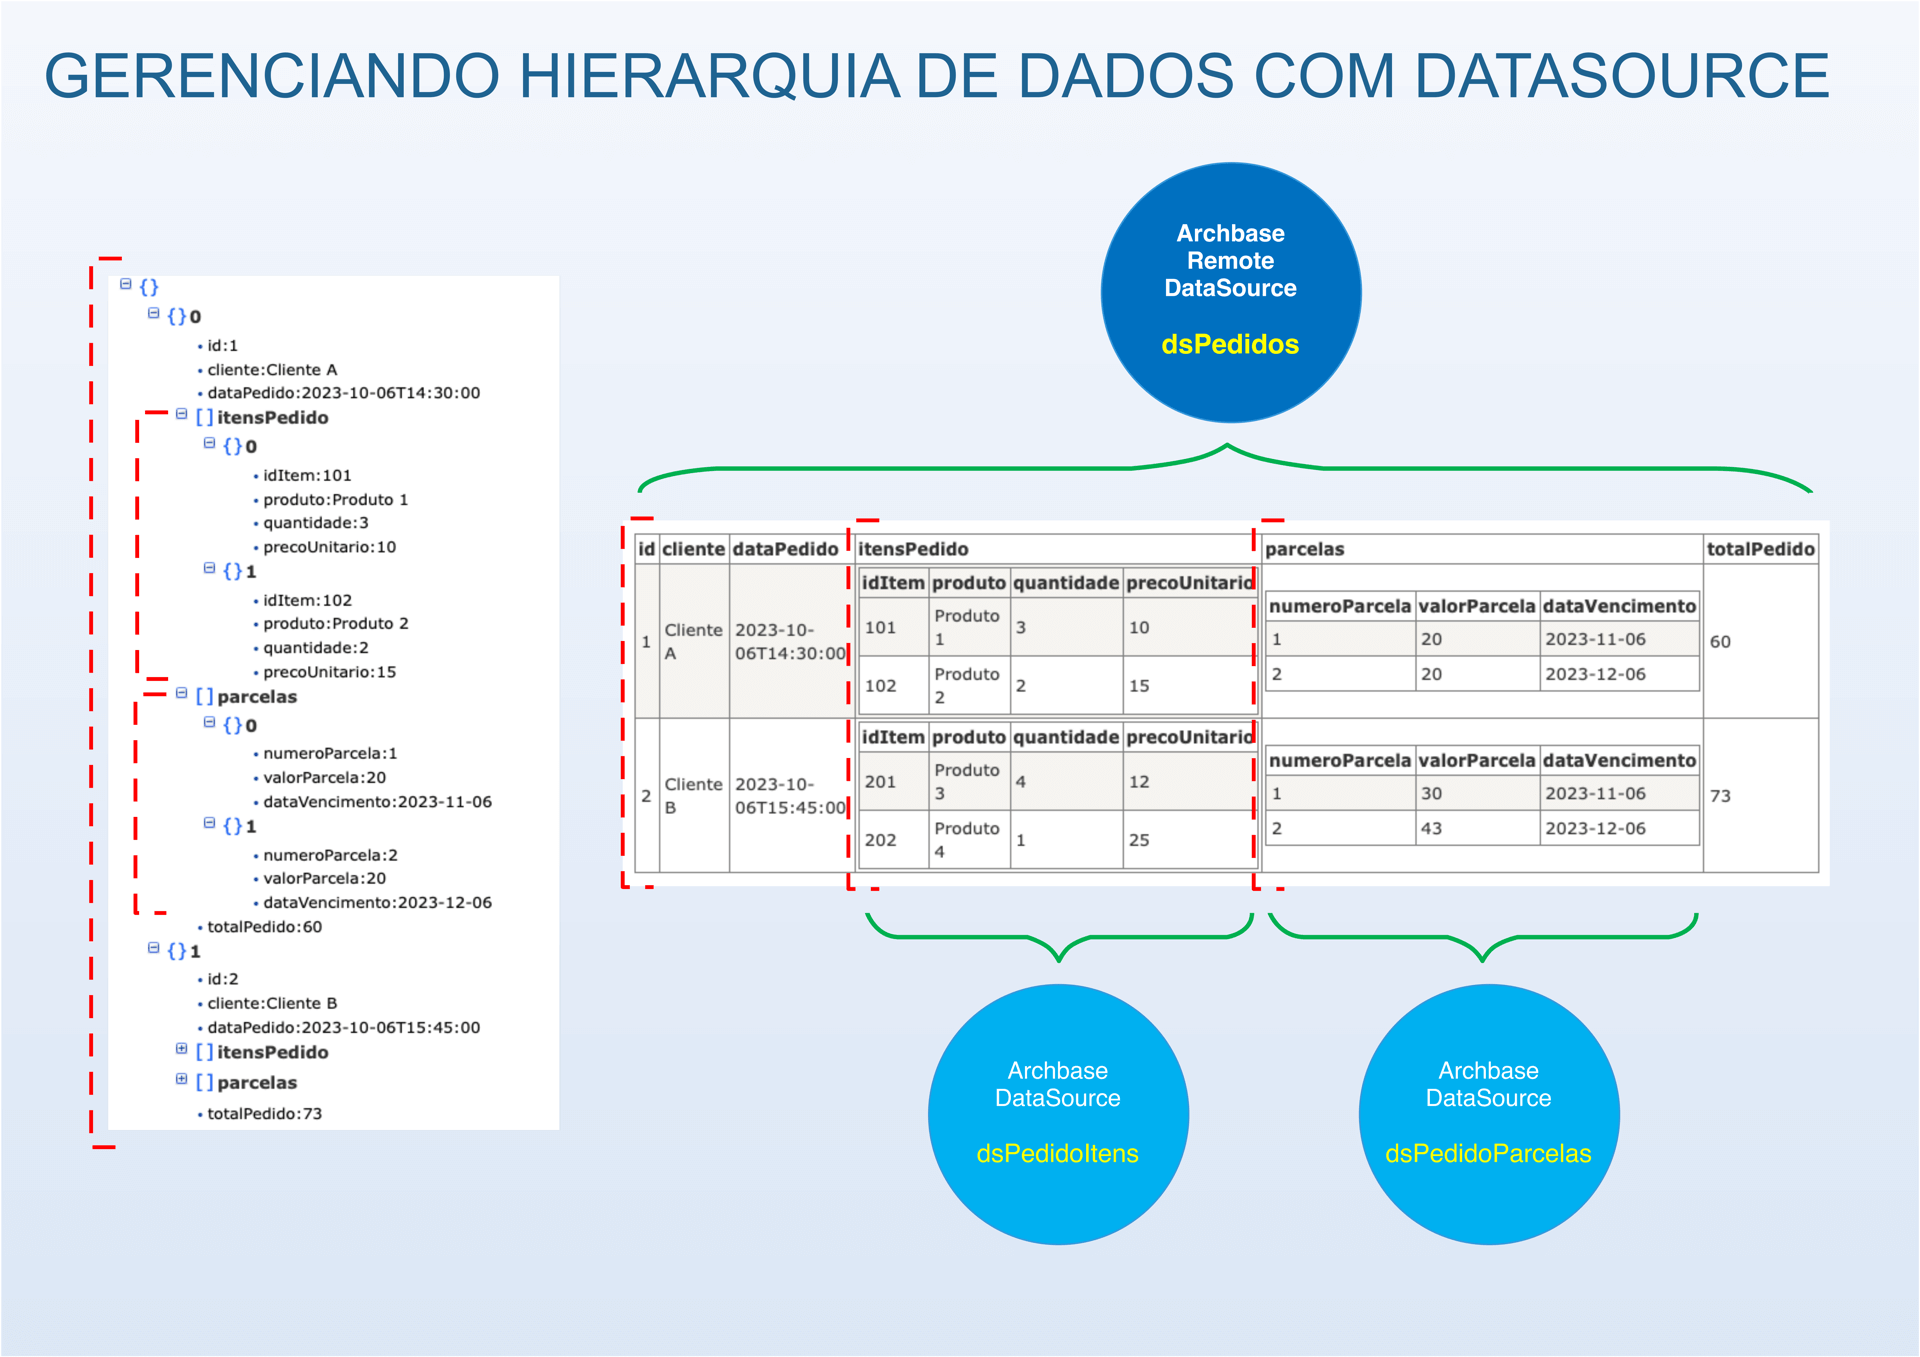 GERENCIANDO HIERARQUIA DE DADOS COM DATASOURCE
{}
{}0
id:1
cliente:Cliente A
dataPedido:2023-10-06T14:30:00
[]itensPedido
{}0
idItem:101
produto:Produto 1
quantidade:3
precoUnitario:10
{}1
idItem:102
produto:Produto 2
quantidade:2
precoUnitario:15
[]parcelas
{}0
numeroParcela:1
valorParcela:20
dataVencimento:2023-11-06
{}1
numeroParcela:2
valorParcela:20
dataVencimento:2023-12-06
totalPedido:60
{}1
id:2
cliente:Cliente B
dataPedido:2023-10-06T15:45:00
[]itensPedido
[]parcelas
totalPedido:73
Archbase
Remote
DataSource
dsPedidos
id cliente dataPedido itensPedido parcelas totalPedido
1
Cliente
A
2023-10-
06T14:30:00
idItem produto quantidade precoUnitario
101 Produto 3 10
1
102 Produto 2 15
2
numeroParcela valorParcela dataVencimento
1 20 2023-11-06
2 20 2023-12-06
60
2
Cliente
B
2023-10-
06T15:45:00
idItem produto quantidade precoUnitario
201 Produto 4 12
3
202 Produto 1 25
4
numeroParcela valorParcela dataVencimento
1 30 2023-11-06
2 43 2023-12-06
73
Archbase
DataSource
dsPedidoItens
Archbase
DataSource
dsPedidoParcelas